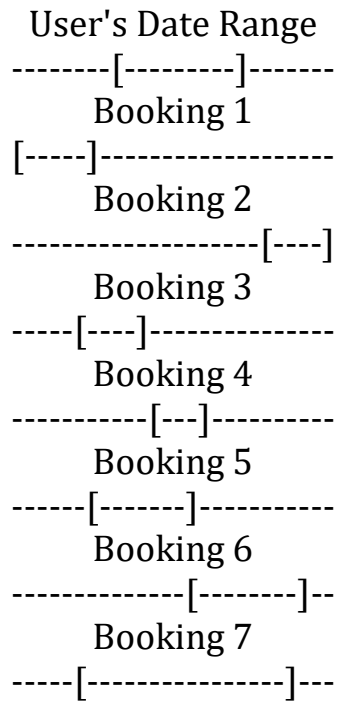 User's Date Range
--------[---------]-------
Booking 1
[-----]-------------------
Booking 2
--------------------[----]
Booking 3
-----[----]---------------
Booking 4
-----------[---]----------
Booking 5
------[-------]-----------
Booking 6
--------------[--------]--
Booking 7
-----[----------------]---